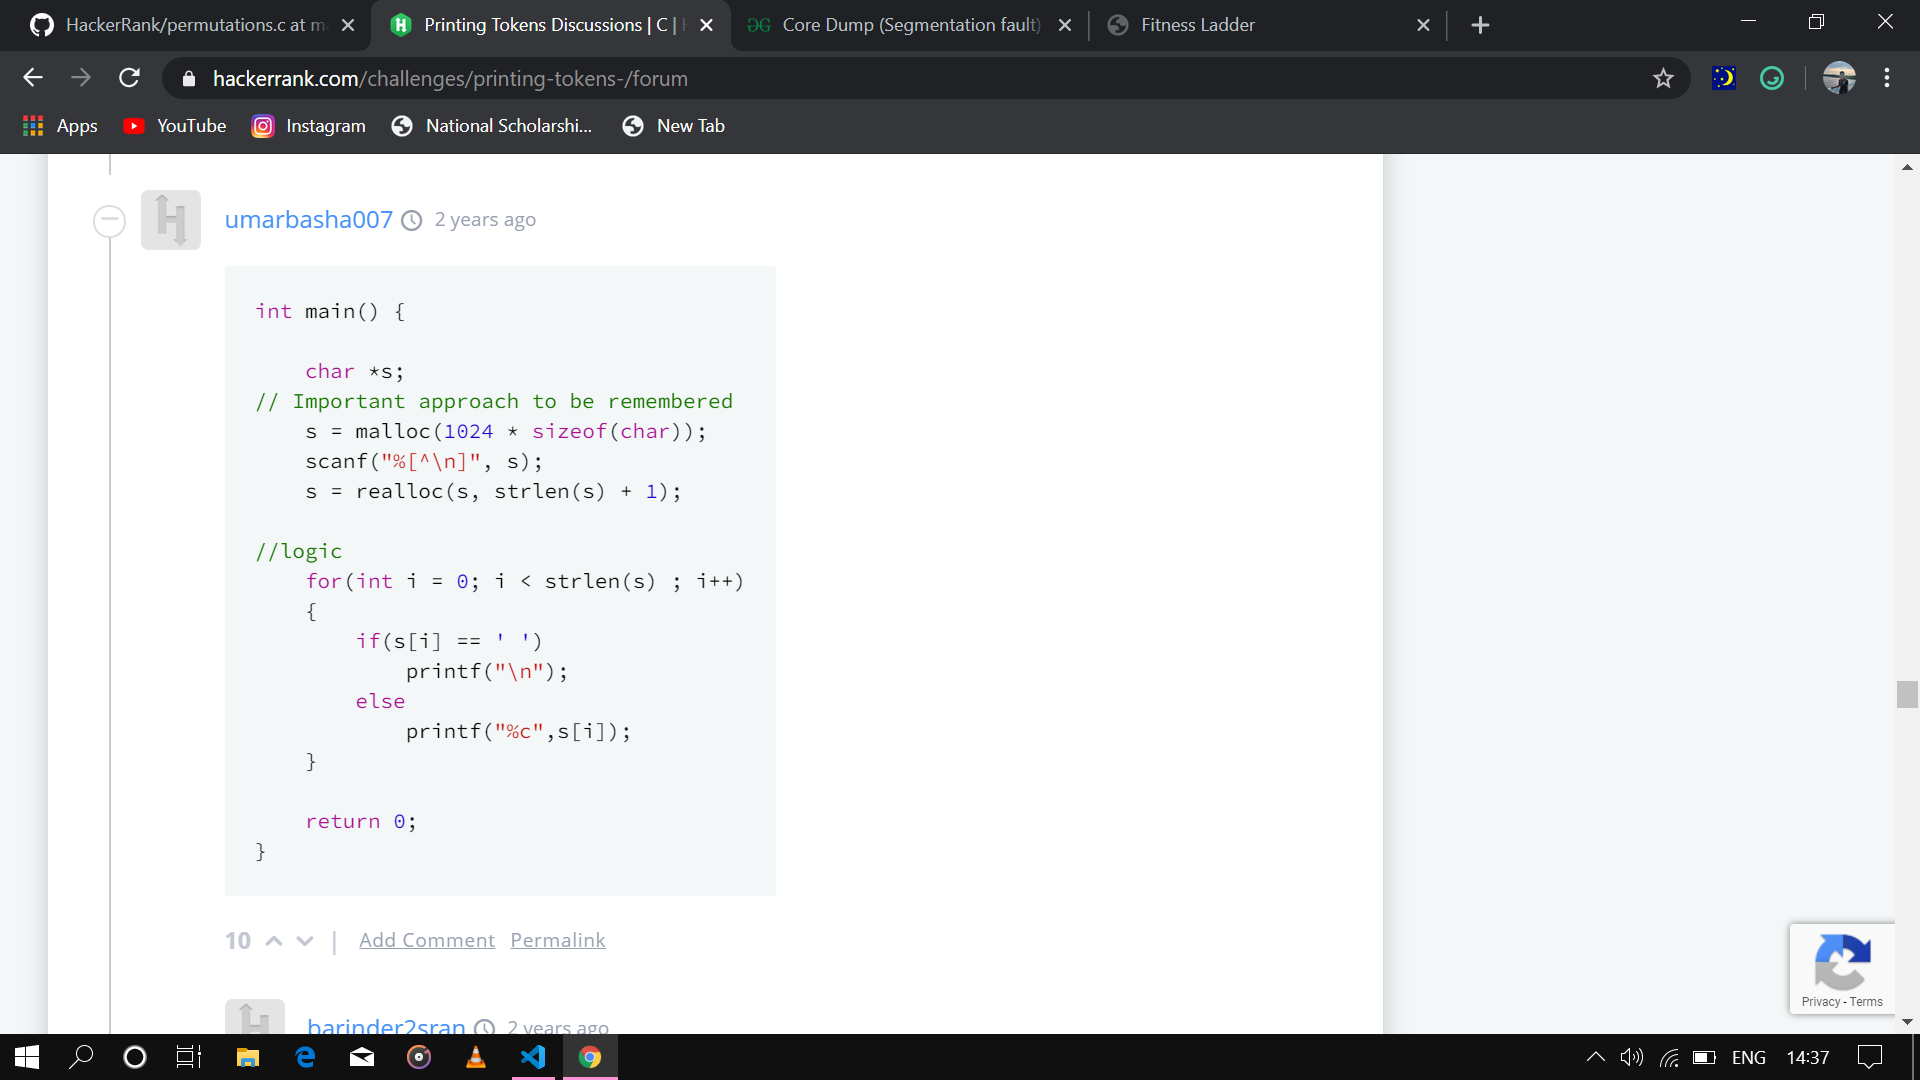 HackerRank/permutations.c at m
Printing Tokens Discussions | C |
Core Dump (Segmentation fault)
Fitness Ladder
hackerrank.com/challenges/printing-tokens-/forum
Apps
YouTube
Instagram
National Scholarshi...
New Tab
umarbasha007
2 years ago
int main() {
char *s;
// Important approach to be remembered
s = malloc(1024 * sizeof(char));
scanf("%[^\n]", s);
s = realloc(s, strlen(s) + 1);
//logic
for(int i = 0; i < strlen(s) ; i++)
{
if(s[i] == ' ')
printf("\n");
else
printf("%c",s[i]);
}
return 0;
}
10
|
Add Comment
Permalink
barinder2sran
2 years ago
Privacy - Terms
ENG
14:37